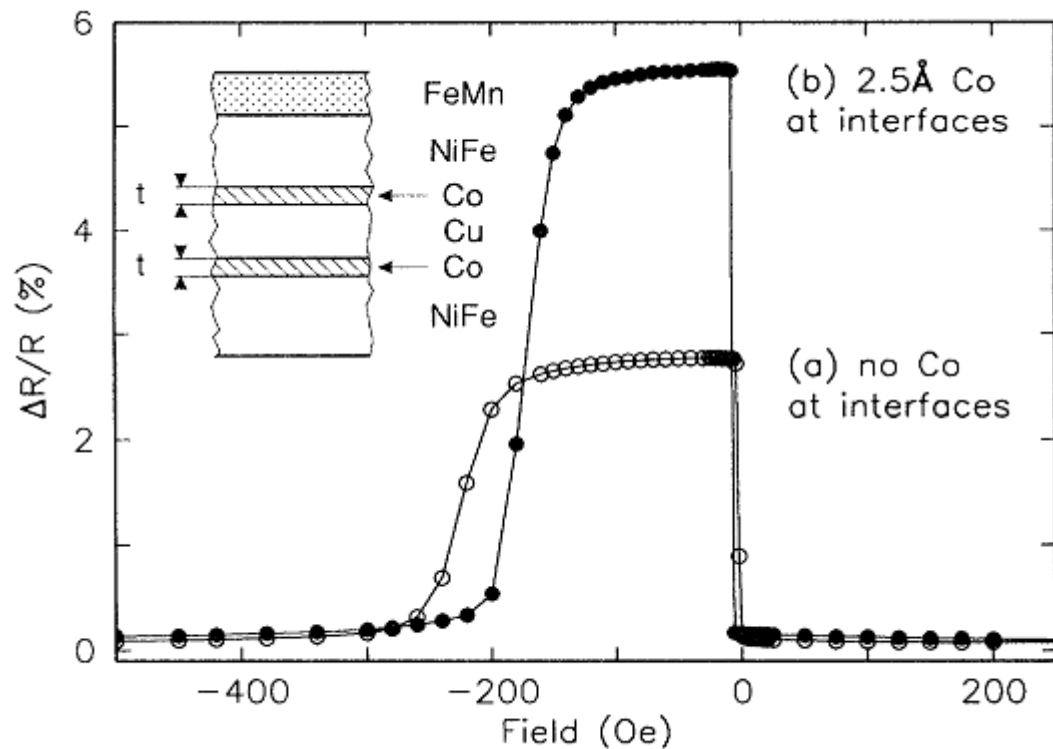 6
4
2
0
ΔR/R (%)
FeMn
NiFe
t
Co
Cu
t
Co
NiFe
(b) 2.5Å Co
at interfaces
(a) no Co
at interfaces
−400
−200
0
200
Field (Oe)